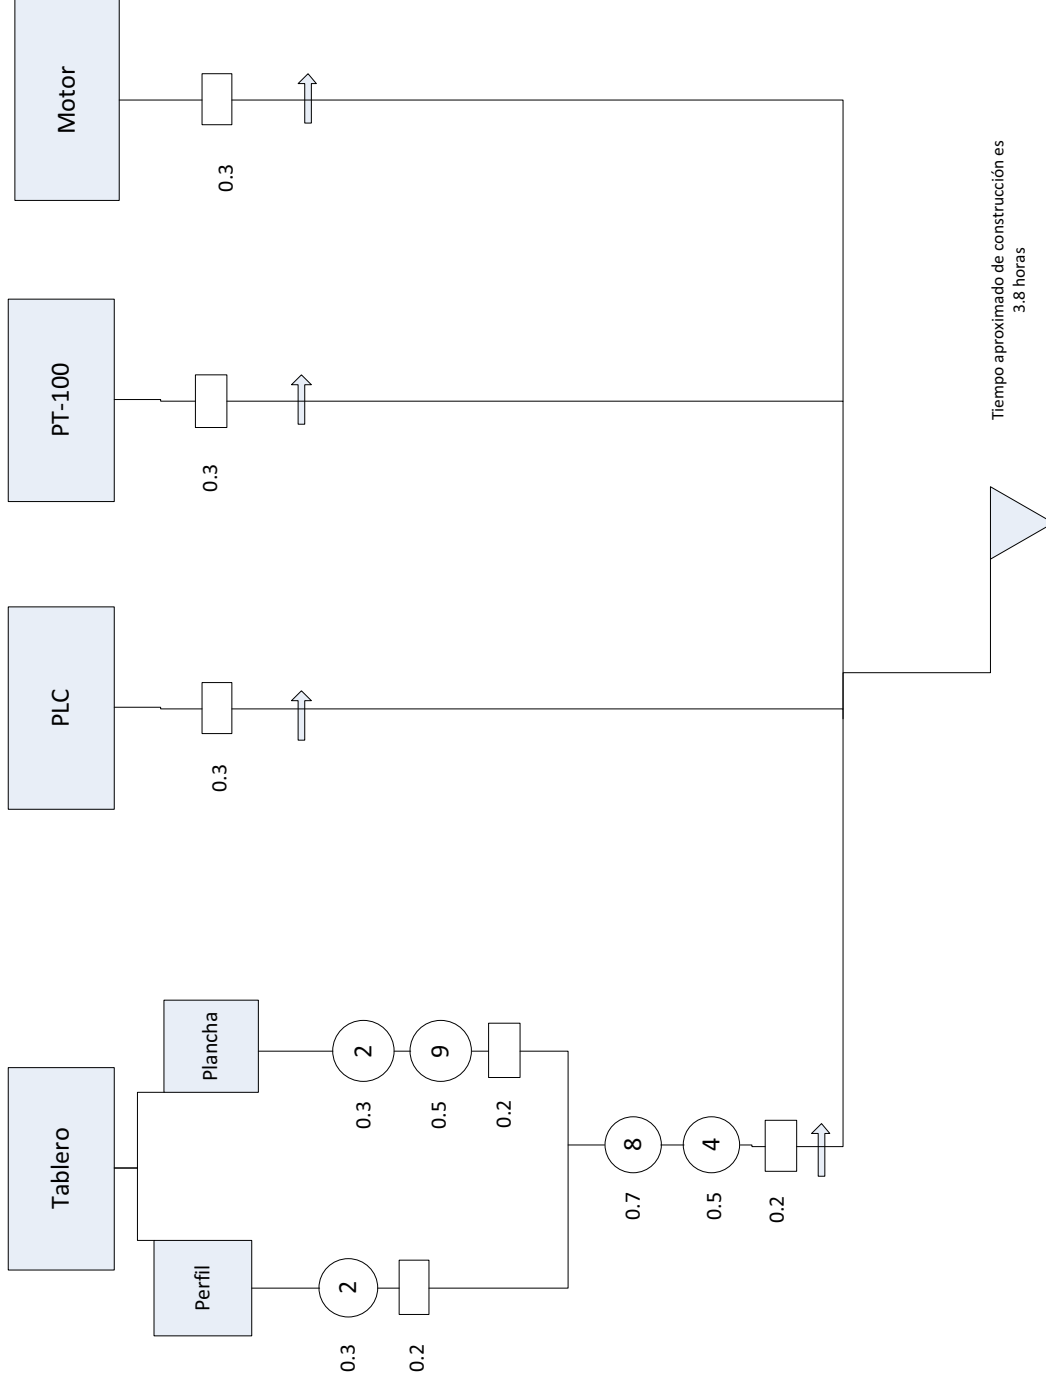 Tablero
PLC
PT-100
Motor
Perfil
Plancha
0.3
0.3
0.3
0.3
2
0.3
2
0.2
0.5
9
0.2
0.7
8
0.5
4
0.2
Tiempo aproximado de construcción es
3.8 horas